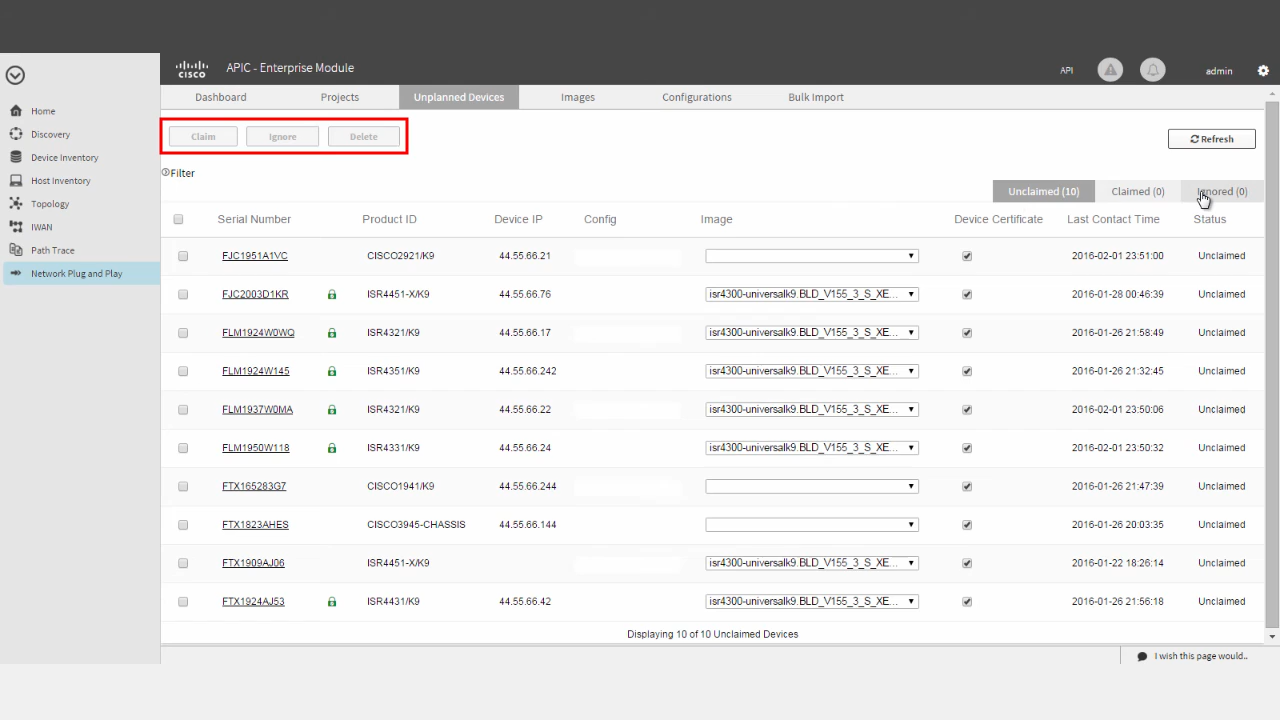 CISCO APIC - Enterprise Module API admin
Home
Discovery
Device Inventory
Host Inventory
Topology
IWAN
Path Trace
Network Plug and Play
Dashboard Projects Unplanned Devices Images Configurations Bulk Import
Claim Ignore Delete Refresh
Filter
Unclaimed (10) Claimed (0) Ignored (0)
Serial Number Product ID Device IP Config Image Device Certificate Last Contact Time Status
FJC1951A1VC CISCO2921/K9 44.55.66.21 2016-02-01 23:51:00 Unclaimed
FJC2003D1KR ISR4451-X/K9 44.55.66.76 isr4300-universalk9.BLD_V155_3_S_XE... 2016-01-28 00:46:39 Unclaimed
FLM1924W0WQ ISR4321/K9 44.55.66.17 isr4300-universalk9.BLD_V155_3_S_XE... 2016-01-26 21:58:49 Unclaimed
FLM1924W145 ISR4351/K9 44.55.66.242 isr4300-universalk9.BLD_V155_3_S_XE... 2016-01-26 21:32:45 Unclaimed
FLM1937W0MA ISR4321/K9 44.55.66.22 isr4300-universalk9.BLD_V155_3_S_XE... 2016-02-01 23:50:06 Unclaimed
FLM1950W118 ISR4331/K9 44.55.66.24 isr4300-universalk9.BLD_V155_3_S_XE... 2016-02-01 23:50:32 Unclaimed
FTX165283G7 CISCO1941/K9 44.55.66.244 2016-01-26 21:47:39 Unclaimed
FTX1823AHES CISCO3945-CHASSIS 44.55.66.144 2016-01-26 20:03:35 Unclaimed
FTX1909AJ06 ISR4451-X/K9 isr4300-universalk9.BLD_V155_3_S_XE... 2016-01-22 18:26:14 Unclaimed
FTX1924AJ53 ISR4431/K9 44.55.66.42 isr4300-universalk9.BLD_V155_3_S_XE... 2016-01-26 21:56:18 Unclaimed
Displaying 10 of 10 Unclaimed Devices
I wish this page would..